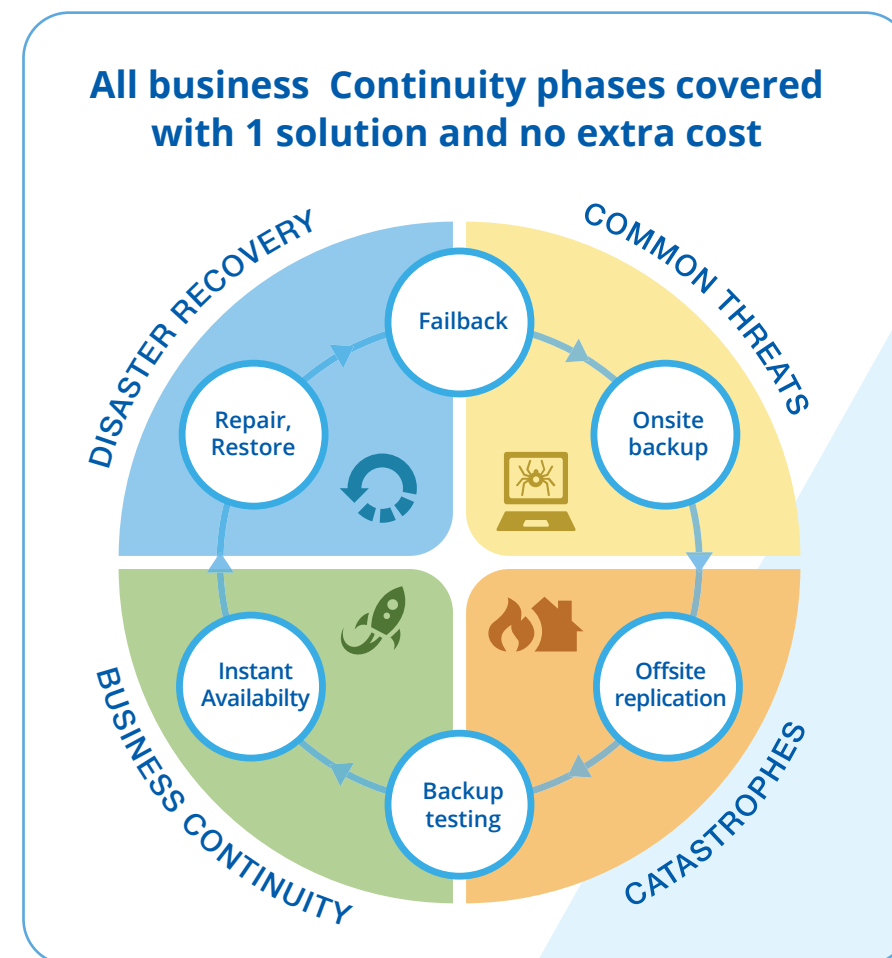 All business  Continuity phases covered
with 1 solution and no extra cost
DISASTER RECOVERY
COMMON THREATS
Failback
Repair,
Restore
Onsite
backup
Instant
Availabilty
Offsite
replication
Backup
testing
BUSINESS CONTINUITY
CATASTROPHES